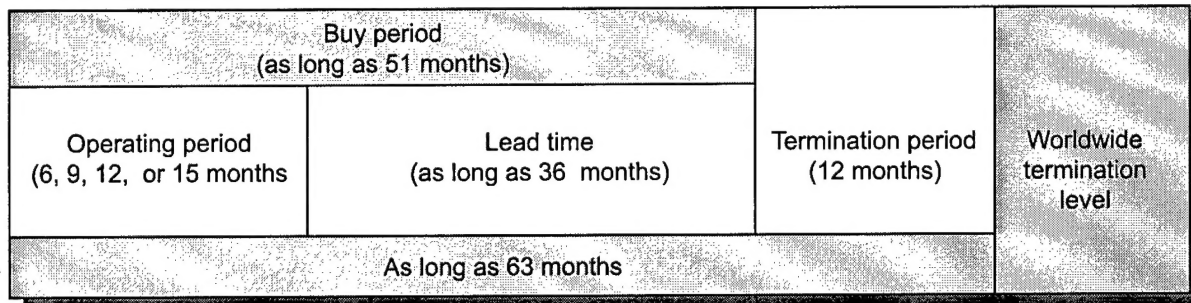 Buy period
(as long as 51 months)
Operating period
(6, 9, 12, or 15 months
Lead time
(as long as 36 months)
Termination period
(12 months)
Worldwide
termination
level
As long as 63 months